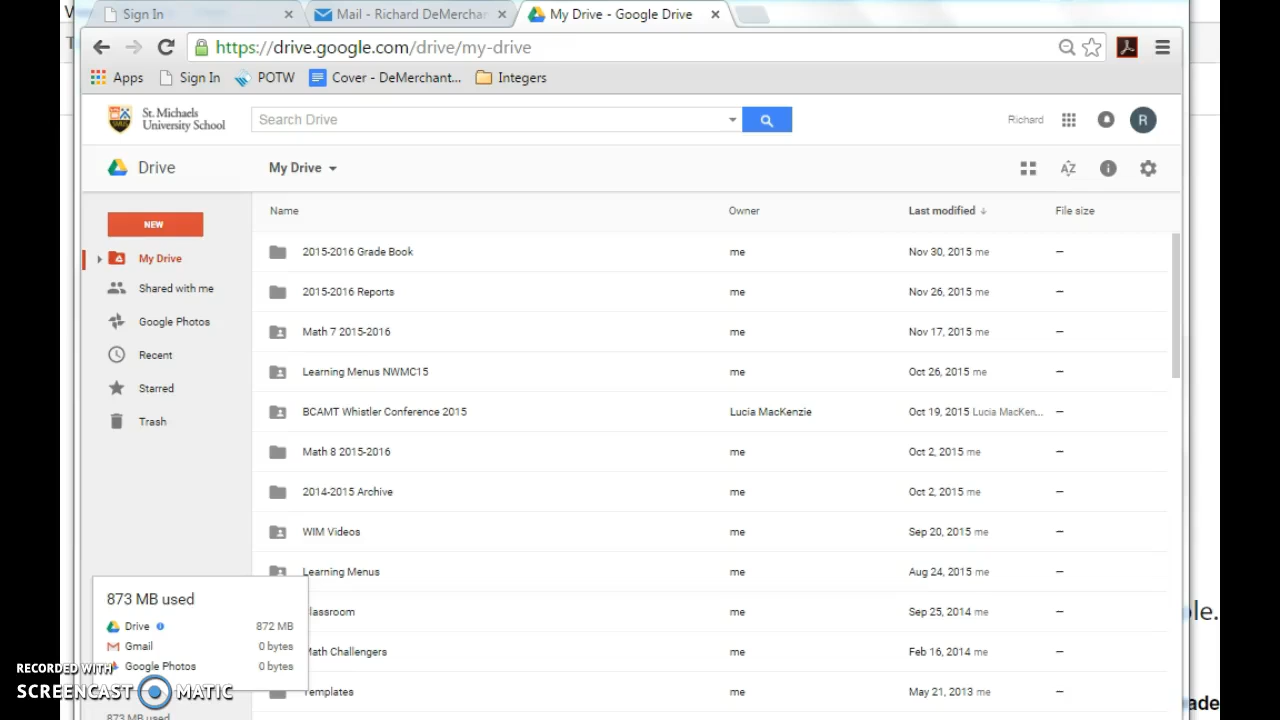 Sign In
Mail - Richard DeMerchar
My Drive - Google Drive
https://drive.google.com/drive/my-drive
Apps Sign In POTW Cover - DeMerchant... Integers
St. Michaels
University School
Search Drive
Richard
R
Drive
My Drive
AZ
NEW
Name Owner Last modified File size
My Drive
Shared with me
Google Photos
Recent
Starred
Trash
2015-2016 Grade Book me Nov 30, 2015 me –
2015-2016 Reports me Nov 26, 2015 me –
Math 7 2015-2016 me Nov 17, 2015 me –
Learning Menus NWMC15 me Oct 26, 2015 me –
BCAMT Whistler Conference 2015 Lucia MacKenzie Oct 19, 2015 Lucia MacKen... –
Math 8 2015-2016 me Oct 2, 2015 me –
2014-2015 Archive me Oct 2, 2015 me –
WIM Videos me Sep 20, 2015 me –
Learning Menus me Aug 24, 2015 me –
lassroom me Sep 25, 2014 me –
ath Challengers me Feb 16, 2014 me –
Templates me May 21, 2013 me –
873 MB used
Drive 872 MB
Gmail 0 bytes
Google Photos 0 bytes
873 MB used
RECORDED WITH
SCREENCAST MATIC
ple.
ade